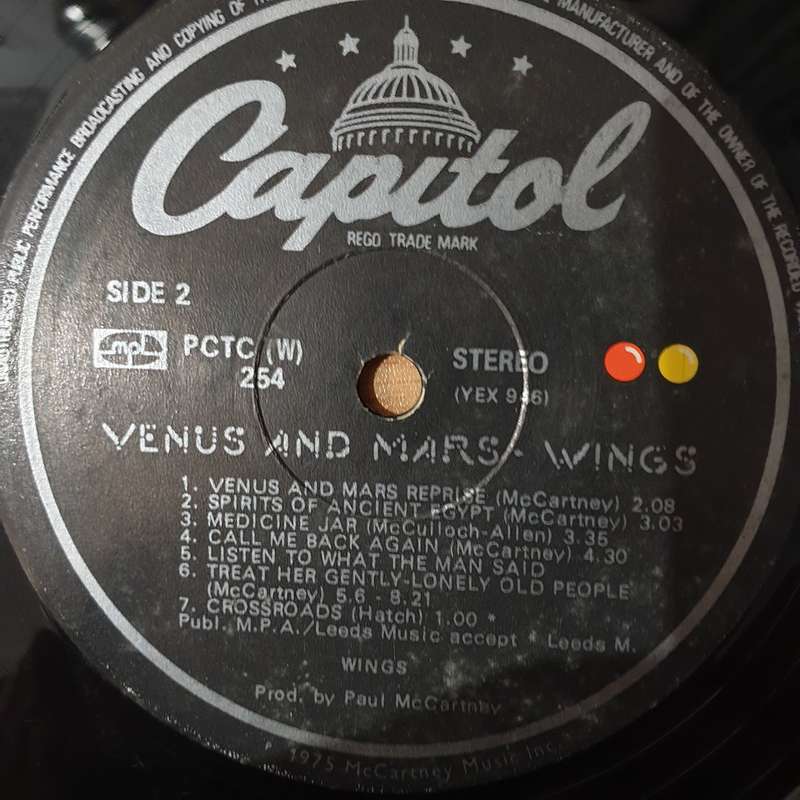 PUBLIC PERFORMANCE BROADCASTING AND COPYING OF
MANUFACTURER AND OF THE OWNER OF THE RECORDED
Capitol
REGD TRADE MARK
SIDE 2
mpl
PCTC (W)
254
STEREO
(YEX 946)
VENUS AND MARS - WINGS
1. VENUS AND MARS REPRISE (McCartney) 2.08
2. SPIRITS OF ANCIENT EGYPT (McCartney) 3.03
3. MEDICINE JAR (McCulloch-Allen) 3.35
4. CALL ME BACK AGAIN (McCartney) 4.30
5. LISTEN TO WHAT THE MAN SAID
6. TREAT HER GENTLY-LONELY OLD PEOPLE
(McCartney) 5.6 - 8.21
7. CROSSROADS (Hatch) 1.00 *
Publ. M.P.A./Leeds Music accept * Leeds M.
WINGS
Prod. by Paul McCartney
P 1975 McCartney Music Inc.